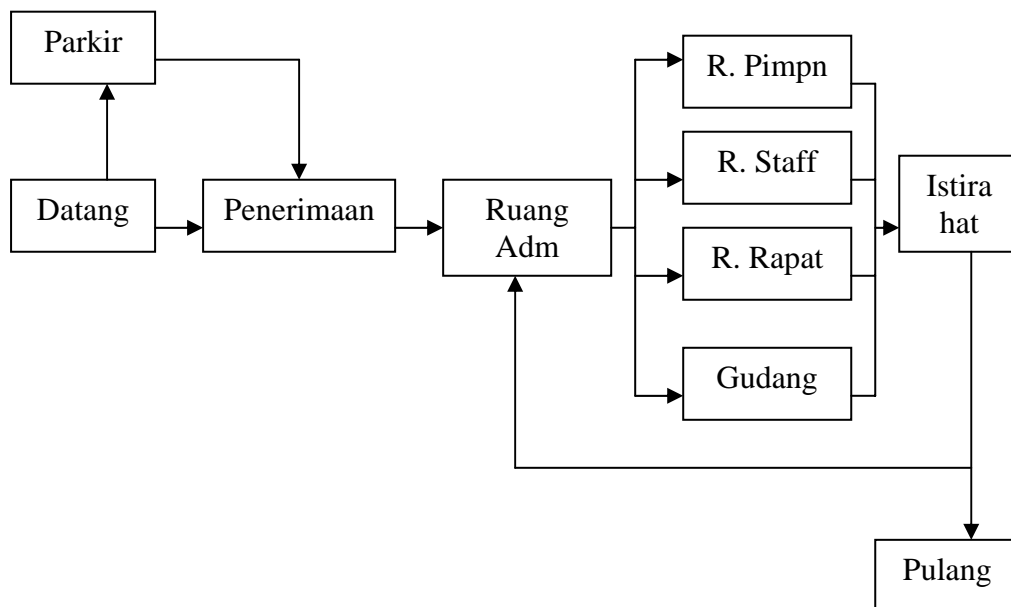 Parkir
Datang
Penerimaan
Ruang
Adm
R. Pimpn
R. Staff
R. Rapat
Gudang
Istira
hat
Pulang